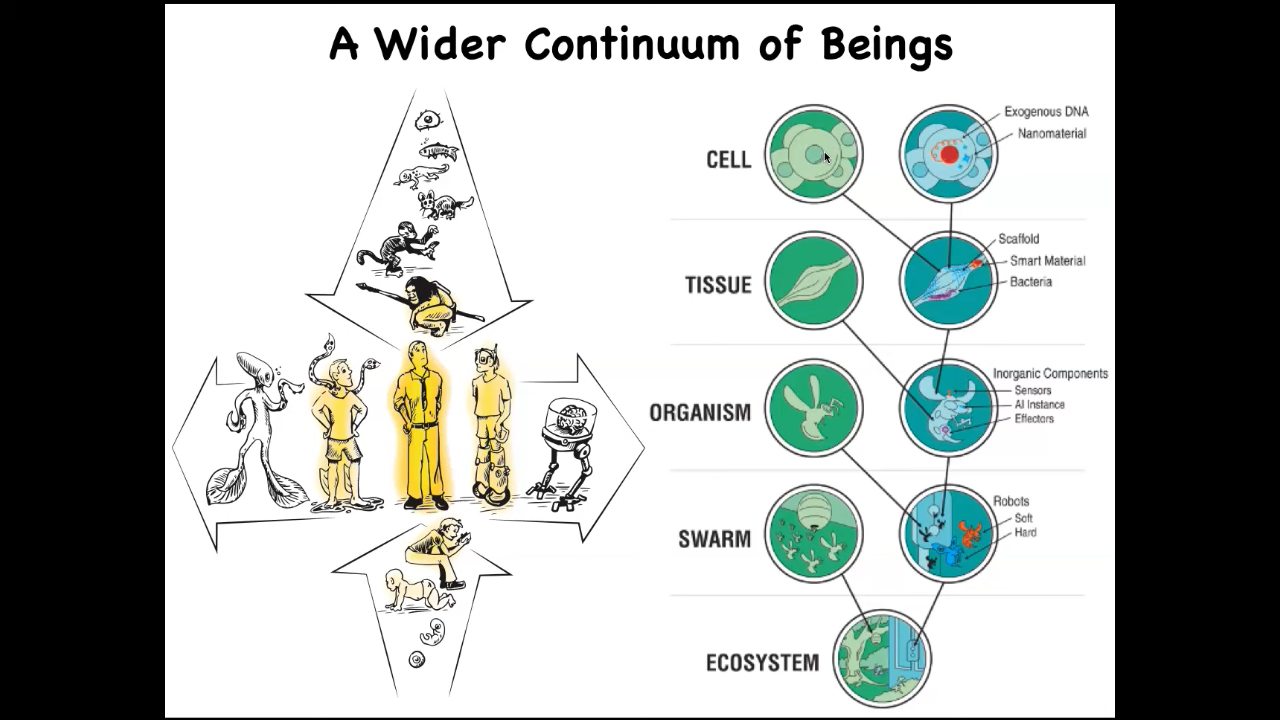 A Wider Continuum of Beings
CELL
Exogenous DNA
Nanomaterial
TISSUE
Scaffold
Smart Material
Bacteria
ORGANISM
Inorganic Components
Sensors
AI Instance
Effectors
SWARM
Robots
Soft
Hard
ECOSYSTEM